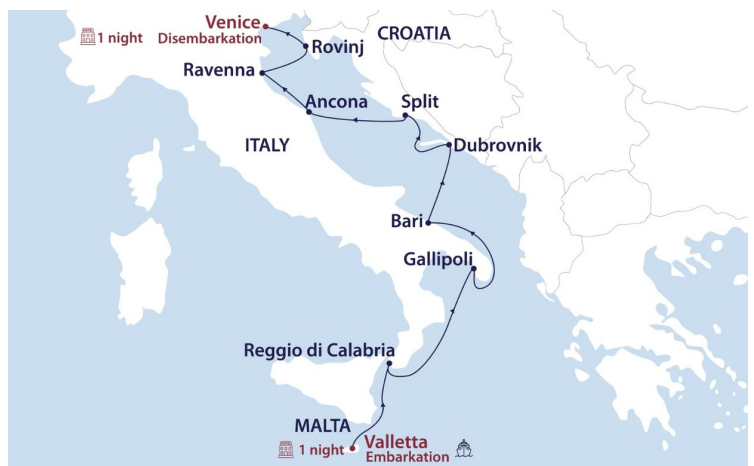 Venice
1 night
Disembarkation
CROATIA
Rovinj
Ravenna
Ancona
Split
ITALY
Dubrovnik
Bari
Gallipoli
Reggio di Calabria
MALTA
1 night
Valletta
Embarkation